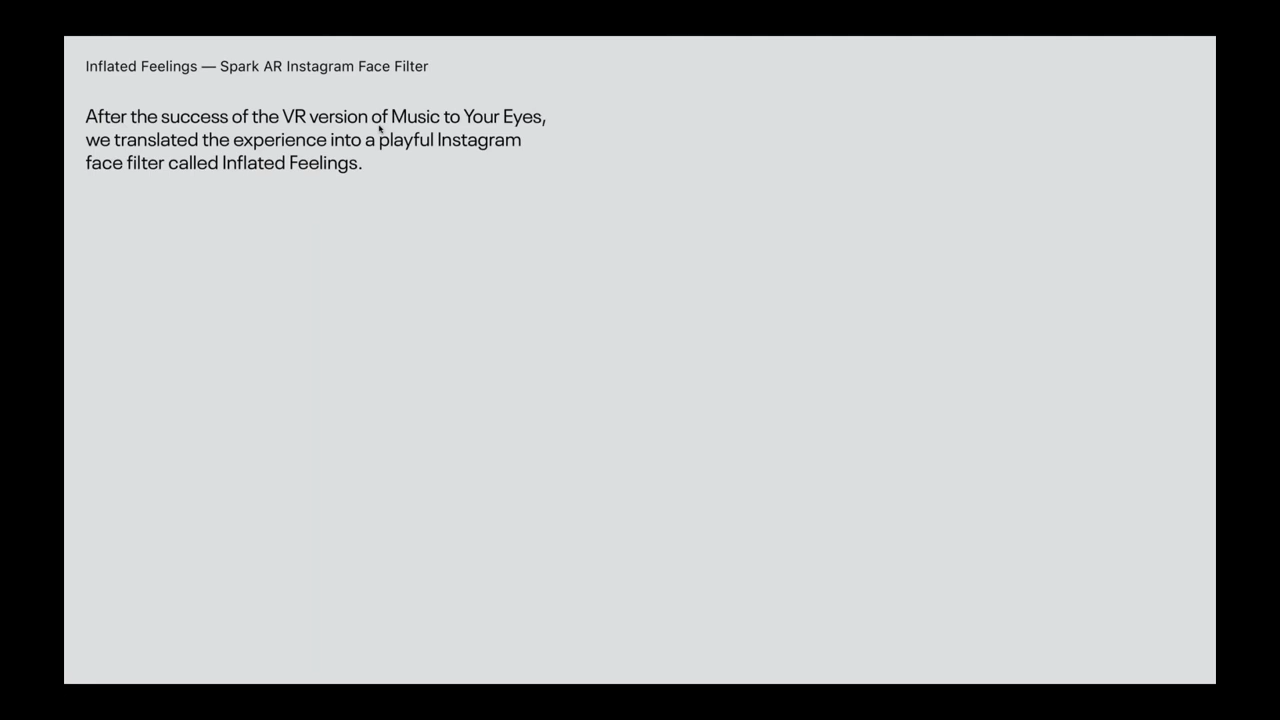 Inflated Feelings — Spark AR Instagram Face Filter
After the success of the VR version of Music to Your Eyes,
we translated the experience into a playful Instagram
face filter called Inflated Feelings.